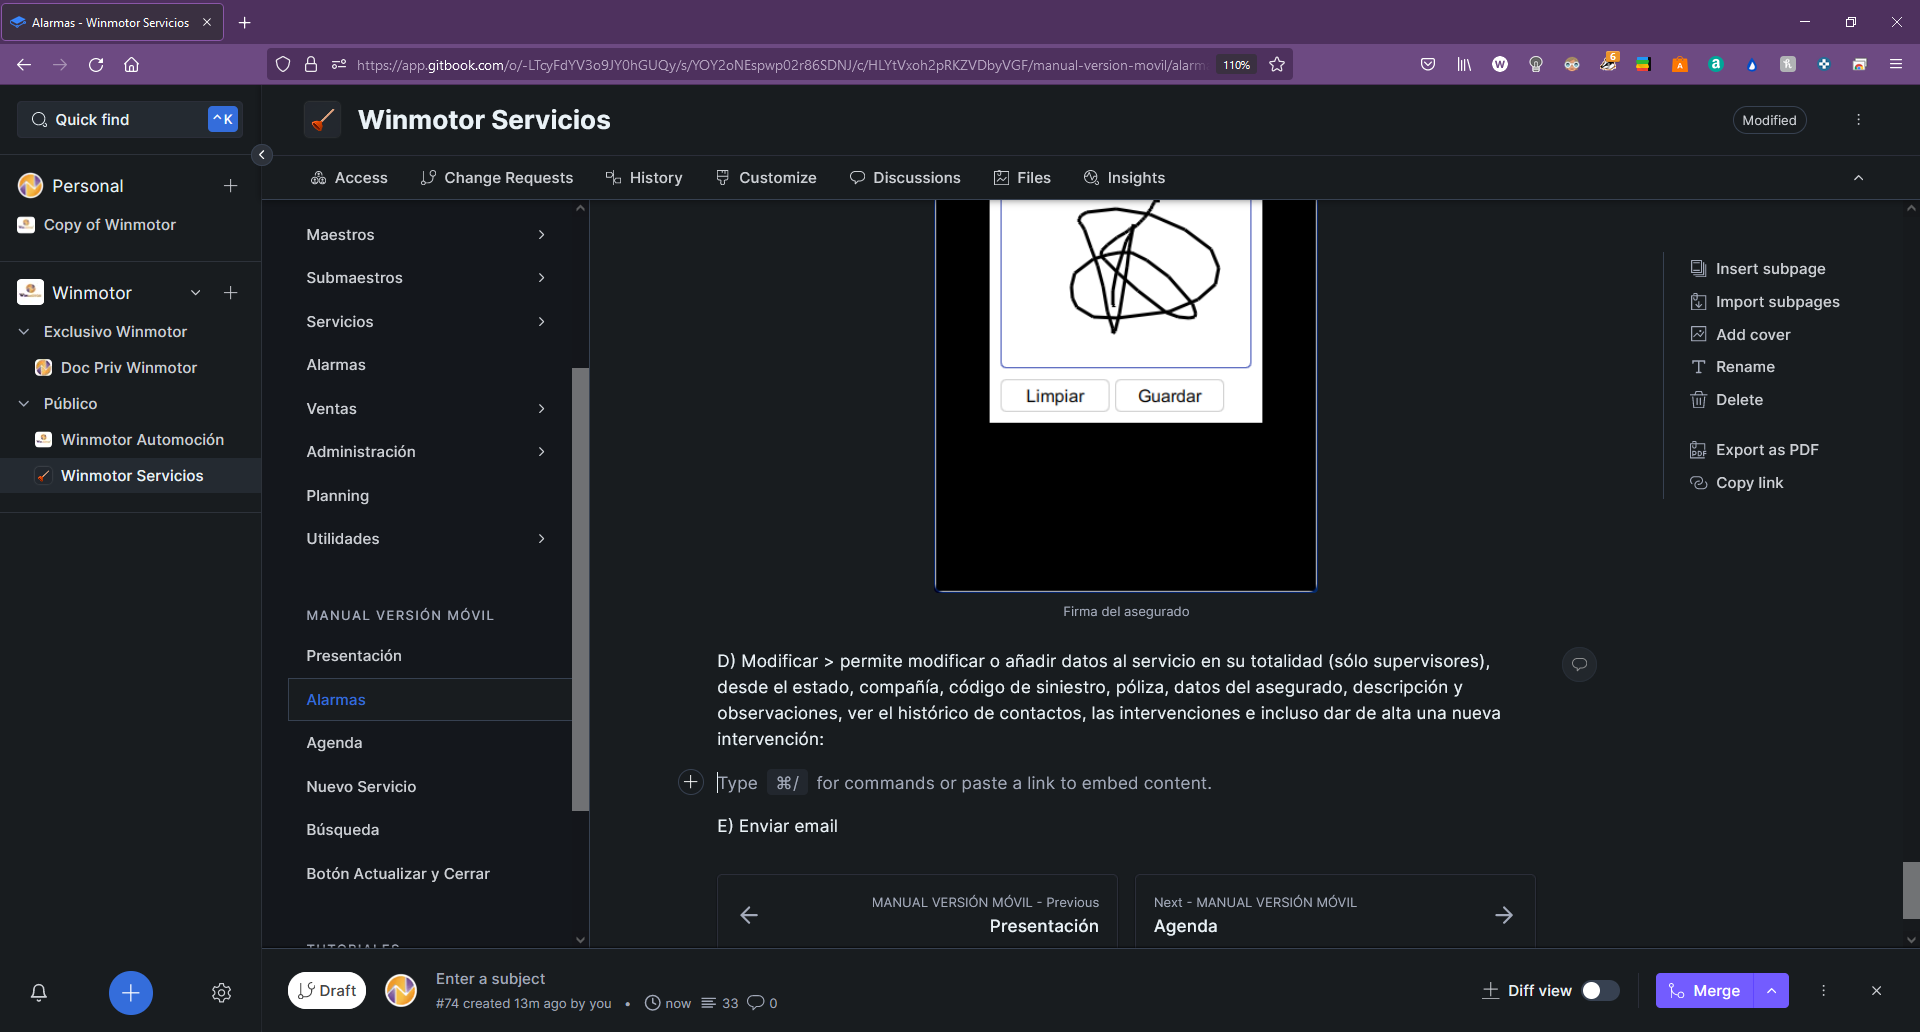 Alarmas - Winmotor Servicios
https://app.gitbook.com/o/-LTcyFdYV3o9JY0hGUQy/s/YOY2oNEspwp02r86SDNJ/c/HLYtVxoh2pRKZVDbyVGF/manual-version-movil/alarm
110%
6
Quick find
^K
Personal
Copy of Winmotor
Winmotor
Exclusivo Winmotor
Doc Priv Winmotor
Público
Winmotor Automoción
Winmotor Servicios
Winmotor Servicios
Modified
Access
Change Requests
History
Customize
Discussions
Files
Insights
Maestros
Submaestros
Servicios
Alarmas
Ventas
Administración
Planning
Utilidades
MANUAL VERSIÓN MÓVIL
Presentación
Alarmas
Agenda
Nuevo Servicio
Búsqueda
Botón Actualizar y Cerrar
TUTORIALES
Limpiar
Guardar
Firma del asegurado
D) Modificar > permite modificar o añadir datos al servicio en su totalidad (sólo supervisores),
desde el estado, compañía, código de siniestro, póliza, datos del asegurado, descripción y
observaciones, ver el histórico de contactos, las intervenciones e incluso dar de alta una nueva
intervención:
Type ⌘/ for commands or paste a link to embed content.
E) Enviar email
MANUAL VERSIÓN MÓVIL - Previous
Presentación
Next - MANUAL VERSIÓN MÓVIL
Agenda
Insert subpage
Import subpages
Add cover
Rename
Delete
Export as PDF
Copy link
Draft
Enter a subject
#74 created 13m ago by you • now 33 0
Diff view
Merge